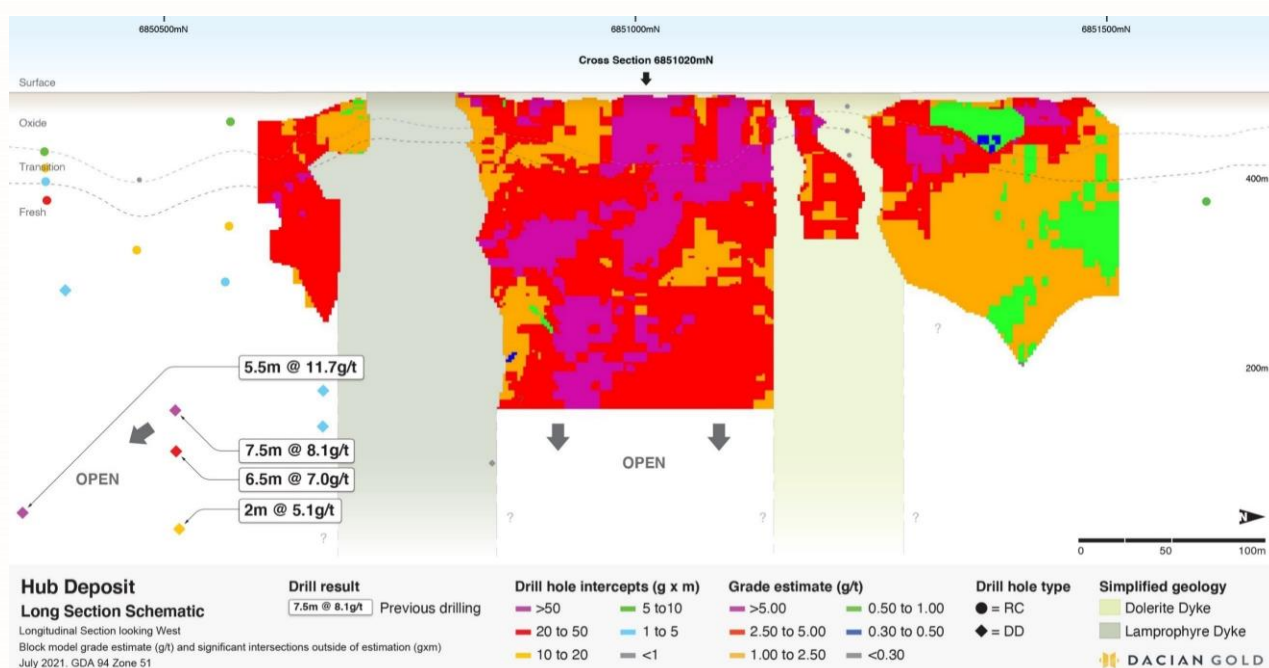 6850500mN
6851000mN
6851500mN
Cross Section 6851020mN
Surface
Oxide
Transition
400m
Fresh
?
5.5m @ 11.7g/t
200m
7.5m @ 8.1g/t
OPEN
OPEN
6.5m @ 7.0g/t
2m @ 5.1g/t
?
?
?
?
N
0
50
100m
Hub Deposit
Long Section Schematic
Longitudinal Section looking West
Block model grade estimate (g/t) and significant intersections outside of estimation (gxm)
July 2021. GDA 94 Zone 51
Drill result
7.5m @ 8.1g/t Previous drilling
Drill hole intercepts (g x m)
>50
20 to 50
10 to 20
5 to10
1 to 5
<1
Grade estimate (g/t)
>5.00
2.50 to 5.00
1.00 to 2.50
0.50 to 1.00
0.30 to 0.50
<0.30
Drill hole type
= RC
= DD
Simplified geology
Dolerite Dyke
Lamprophyre Dyke
DACIAN GOLD